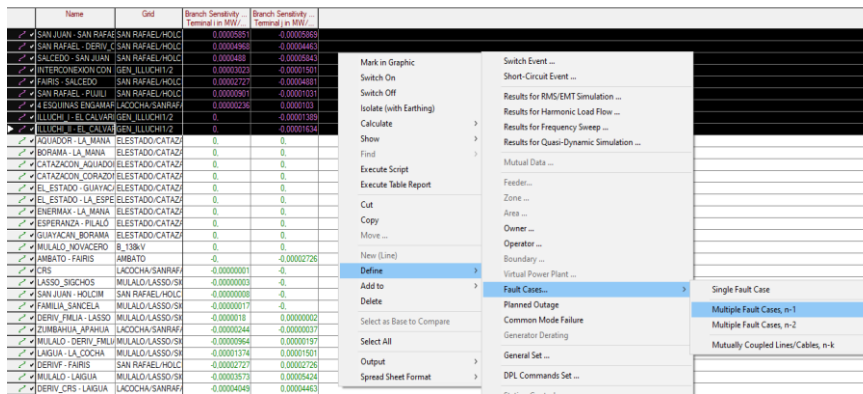 Name Grid Branch Sensitivity ... Branch Sensitivity ...
Terminal i in MW/... Terminal j in MW/...
SAN JUAN - SAN RAFAE SAN RAFAEL/HOLC 0,00005851 -0,00005869
SAN RAFAEL - DERIV_C SAN RAFAEL/HOLC 0,00004968 -0,00004463
SALCEDO - SAN JUAN SAN RAFAEL/HOLC 0,0000488 -0,00005843
INTERCONEXION CON GEN_ILLUCHI1/2 0,00003023 -0,00001501
FAIRIS - SALCEDO SAN RAFAEL/HOLC 0,00002727 -0,00004881
SAN RAFAEL - PUJILI SAN RAFAEL/HOLC 0,00000901 -0,00001031
4 ESQUINAS ENGAMAF LACOCHA/SANRAF/ 0,00000236 0,0000103
ILLUCHI_I - EL CALVARI GEN_ILLUCHI1/2 0, -0,00001389
ILLUCHI_II - EL_CALVAF GEN_ILLUCHI1/2 0, -0,00001634
AQUADOR - LA_MANA ELESTADO/CATAZ/ 0, 0,
BORAMA - LA_MANA ELESTADO/CATAZ/ 0, 0,
CATAZACON_AQUADOI ELESTADO/CATAZ/ 0, 0,
CATAZACON_CORAZOI ELESTADO/CATAZ/ 0, 0,
EL_ESTADO - GUAYAC/ ELESTADO/CATAZ/ 0, 0,
EL_ESTADO - LA_ESPE ELESTADO/CATAZ/ 0, 0,
ENERMAX - LA_MANA ELESTADO/CATAZ/ 0, 0,
ESPERANZA - PILALÓ ELESTADO/CATAZ/ 0, 0,
GUAYACAN_BORAMA ELESTADO/CATAZ/ 0, 0,
MULALO_NOVACERO B_138kV 0, 0,
AMBATO - FAIRIS AMBATO -0, -0,00002726
CRS LACOCHA/SANRAF/ -0,00000001 -0,
LASSO_SIGCHOS MULALO/LASSO/SI -0,00000003 -0,
SAN JUAN - HOLCIM SAN RAFAEL/HOLC -0,00000008 -0,
FAMILIA_SANCELA MULALO/LASSO/SI -0,00000017 -0,
DERIV_FMLIA - LASSO MULALO/LASSO/SI -0,0000018 0,00000002
ZUMBAHUA_APAHUA LACOCHA/SANRAF/ -0,00000244 -0,00000037
MULALO - DERIV_FMLI/ MULALO/LASSO/SI -0,00000964 0,00000197
LAIGUA - LA_COCHA MULALO/LASSO/SI -0,00001374 0,00001501
DERIVF - FAIRIS SAN RAFAEL/HOLC -0,00002727 0,00002726
MULALO - LAIGUA MULALO/LASSO/SI -0,00003573 0,00005424
DERIV_CRS - LAIGUA LACOCHA/SANRAF/ -0,00004049 0,00004463
Mark in Graphic
Switch On
Switch Off
Isolate (with Earthing)
Calculate
Show
Find
Execute Script
Execute Table Report
Cut
Copy
Move ...
New (Line)
Define
Add to
Delete
Select as Base to Compare
Select All
Output
Spread Sheet Format
Switch Event ...
Short-Circuit Event ...
Results for RMS/EMT Simulation ...
Results for Harmonic Load Flow ...
Results for Frequency Sweep ...
Results for Quasi-Dynamic Simulation ...
Mutual Data ...
Feeder...
Zone ...
Area ...
Owner ...
Operator ...
Boundary ...
Virtual Power Plant ...
Fault Cases...
Planned Outage
Common Mode Failure
Generator Derating
General Set ...
DPL Commands Set ...
Single Fault Case
Multiple Fault Cases, n-1
Multiple Fault Cases, n-2
Mutually Coupled Lines/Cables, n-k